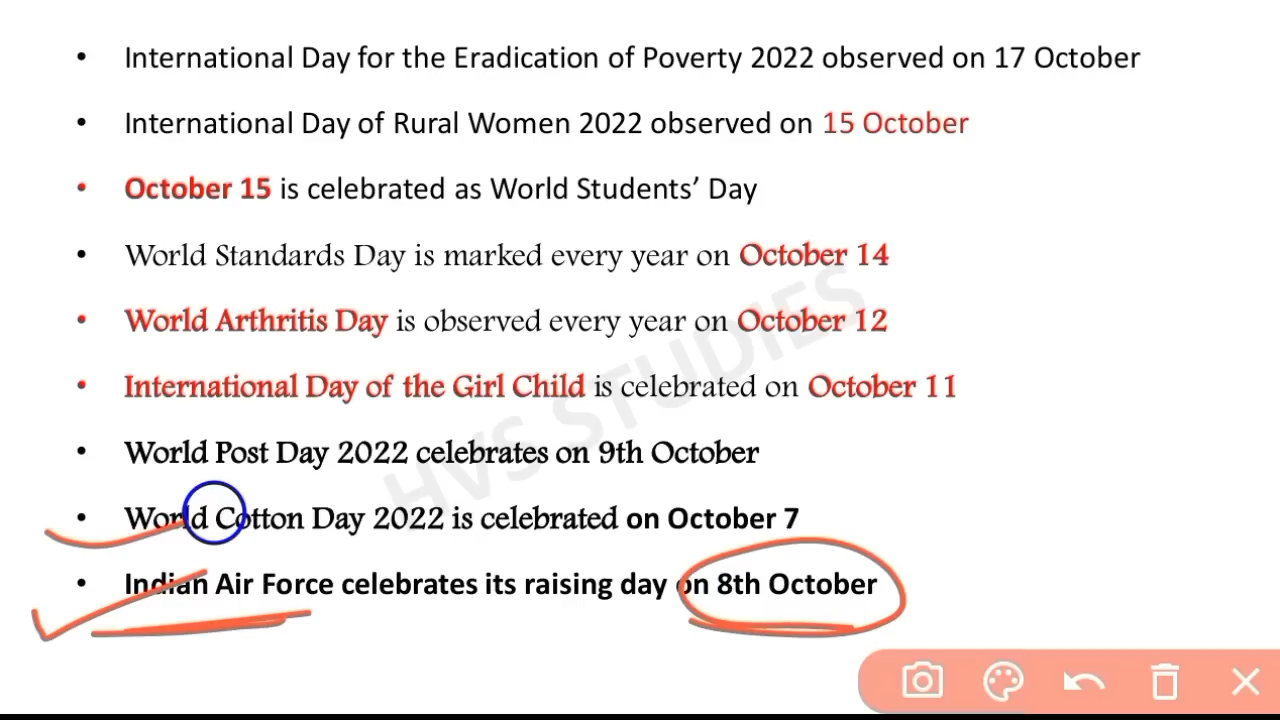 • International Day for the Eradication of Poverty 2022 observed on 17 October
• International Day of Rural Women 2022 observed on 15 October
• October 15 is celebrated as World Students’ Day
• World Standards Day is marked every year on October 14
• World Arthritis Day is observed every year on October 12
• International Day of the Girl Child is celebrated on October 11
• World Post Day 2022 celebrates on 9th October
• World Cotton Day 2022 is celebrated on October 7
• Indian Air Force celebrates its raising day on 8th October
HVS STUDIES